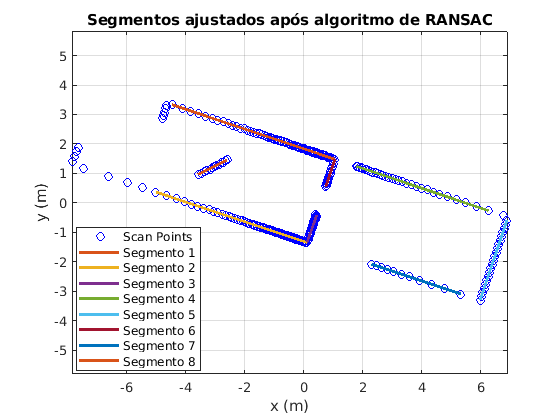 Segmentos ajustados após algoritmo de RANSAC
y (m)
5
4
3
2
1
0
-1
-2
-3
-4
-5
Scan Points
Segmento 1
Segmento 2
Segmento 3
Segmento 4
Segmento 5
Segmento 6
Segmento 7
Segmento 8
-6 -4 -2 0 2 4 6
x (m)